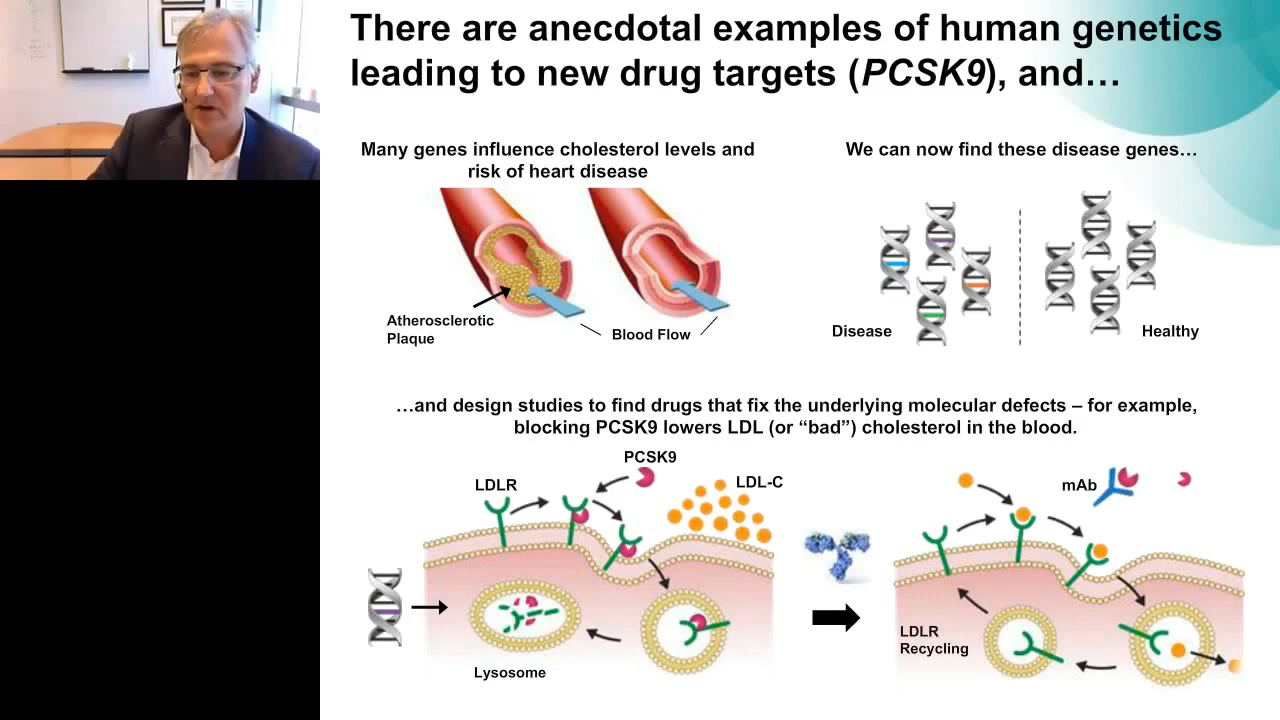 There are anecdotal examples of human genetics
leading to new drug targets (PCSK9), and…
Many genes influence cholesterol levels and
risk of heart disease
Atherosclerotic
Plaque
Blood Flow
We can now find these disease genes…
Disease
Healthy
…and design studies to find drugs that fix the underlying molecular defects – for example,
blocking PCSK9 lowers LDL (or “bad”) cholesterol in the blood.
PCSK9
LDLR
LDL-C
Lysosome
mAb
LDLR
Recycling